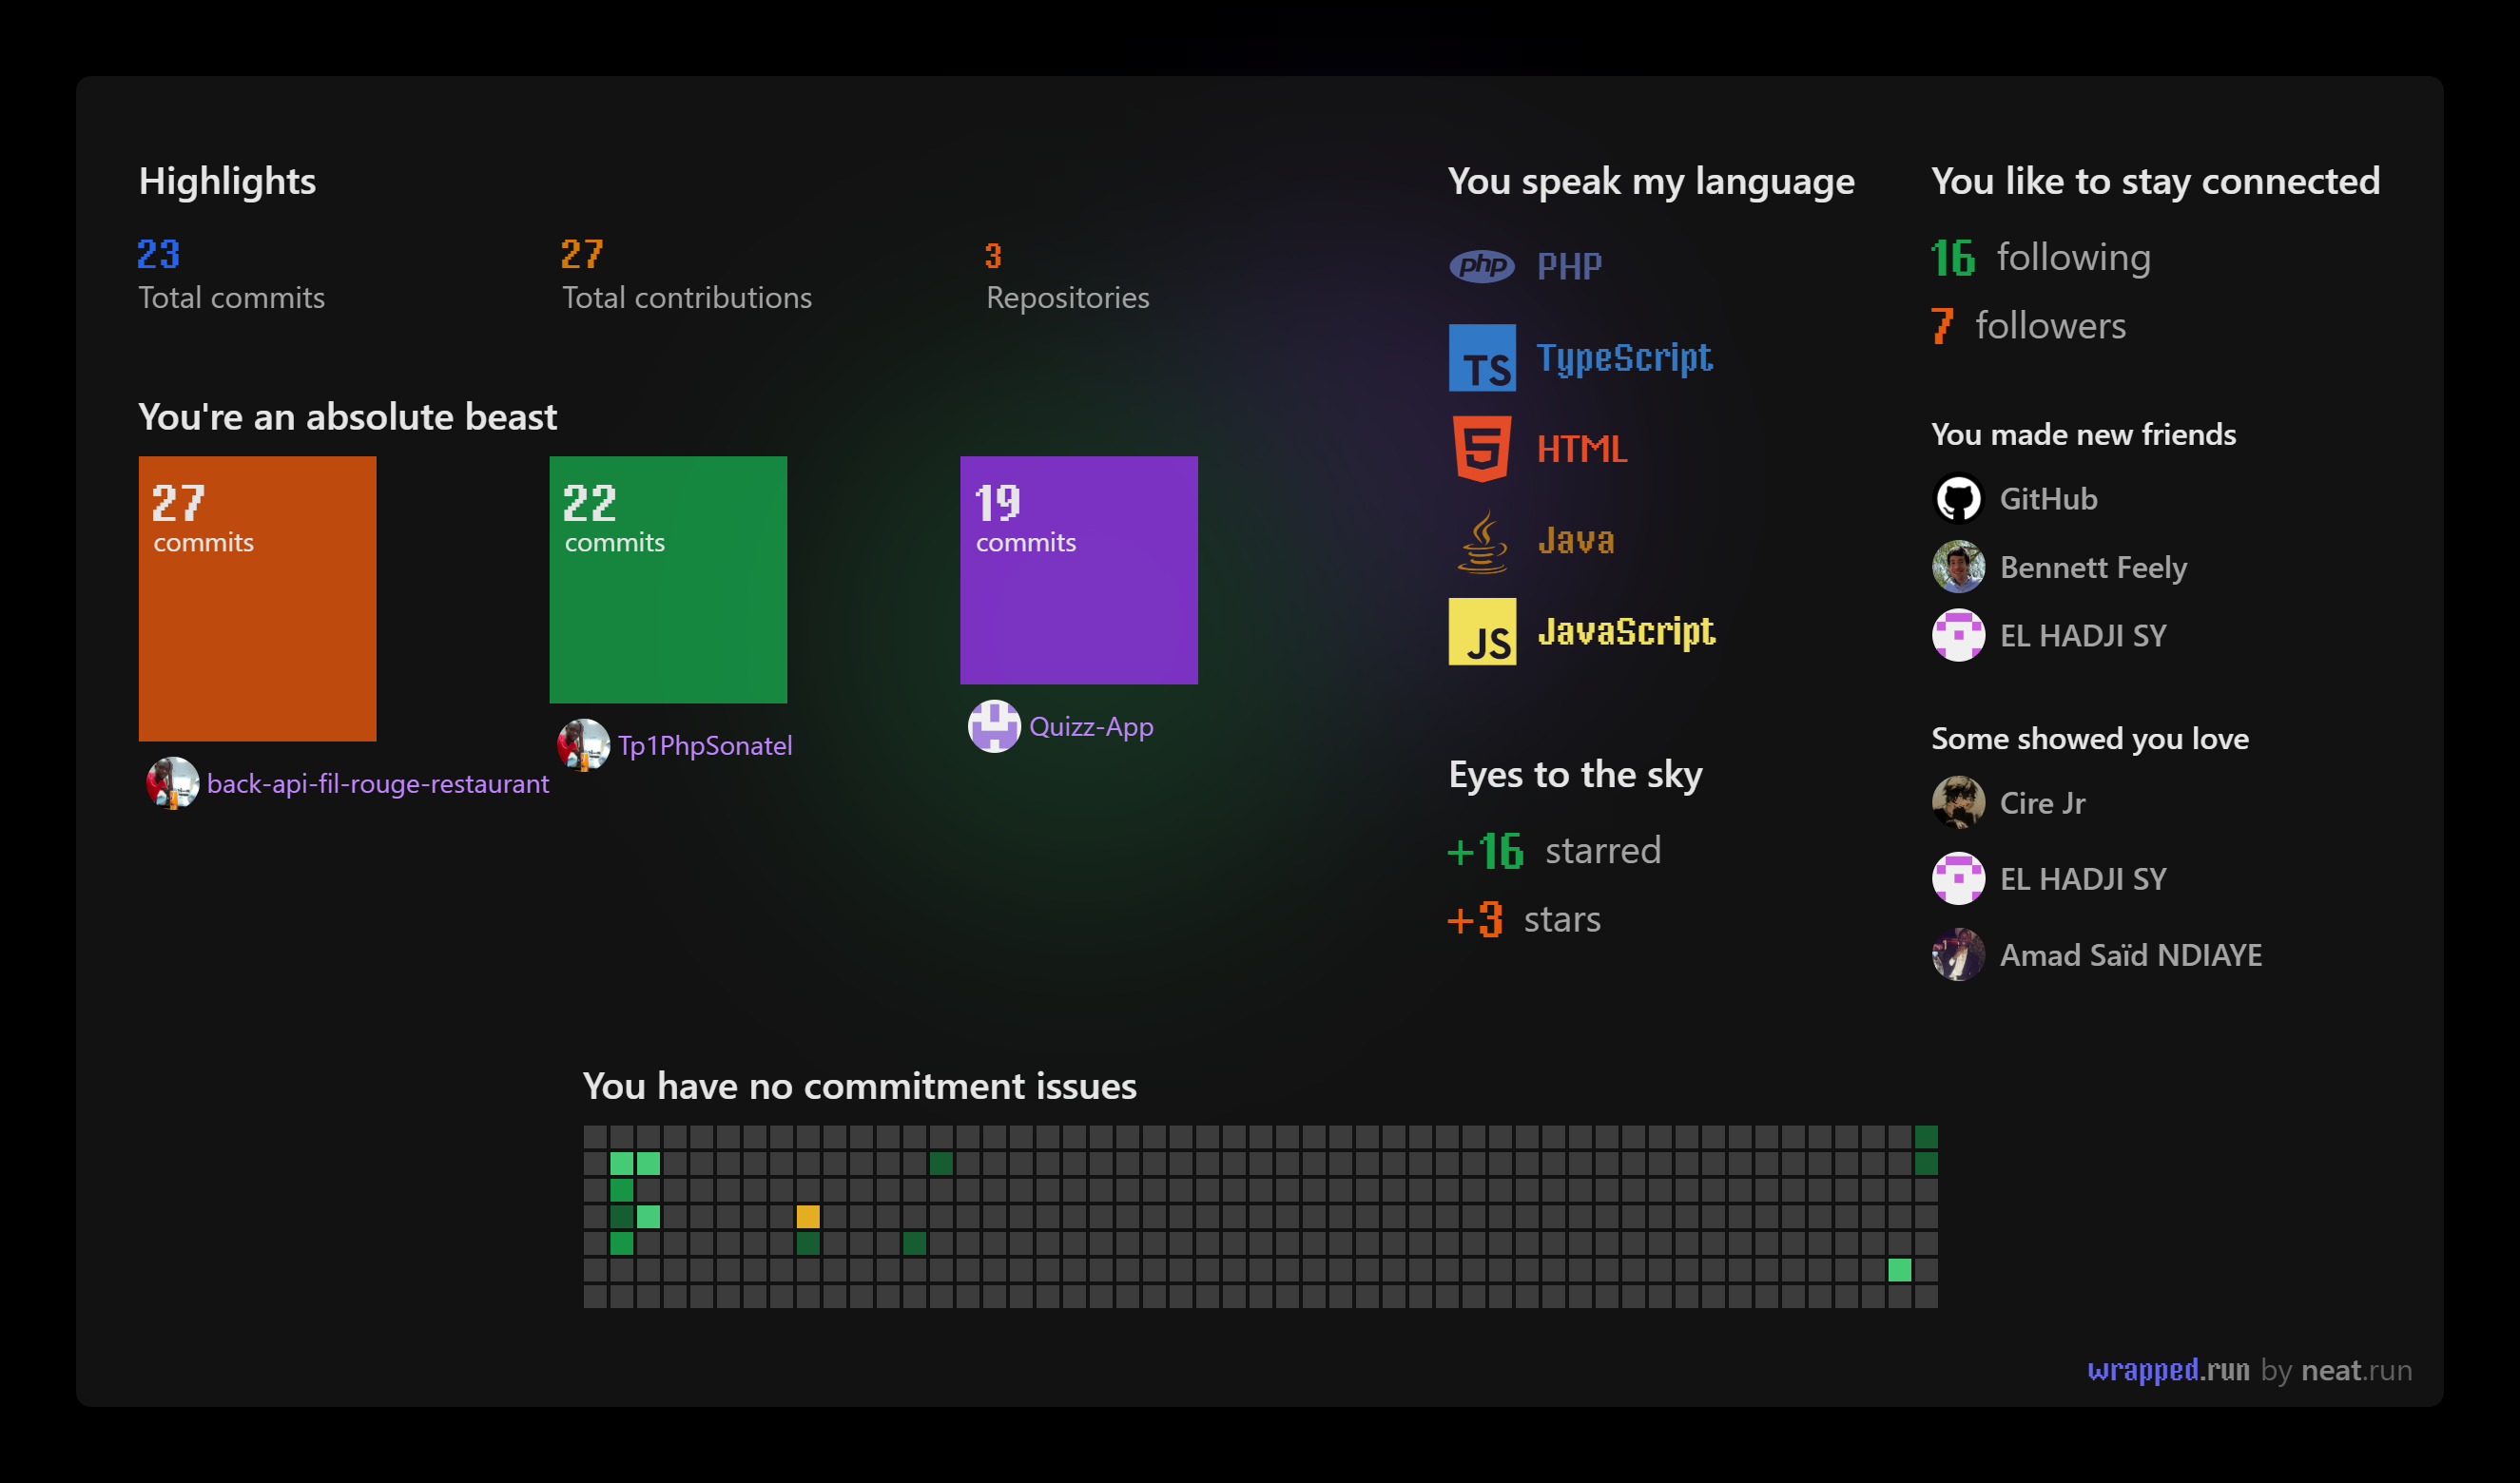 Highlights
23
Total commits
27
Total contributions
3
Repositories
You're an absolute beast
27
commits
back-api-fil-rouge-restaurant
22
commits
Tp1PhpSonatel
19
commits
Quizz-App
You speak my language
php PHP
TS TypeScript
5 HTML
Java
JS JavaScript
Eyes to the sky
+16 starred
+3 stars
You like to stay connected
16 following
7 followers
You made new friends
GitHub
Bennett Feely
EL HADJI SY
Some showed you love
Cire Jr
EL HADJI SY
Amad Saïd NDIAYE
You have no commitment issues
wrapped.run by neat.run